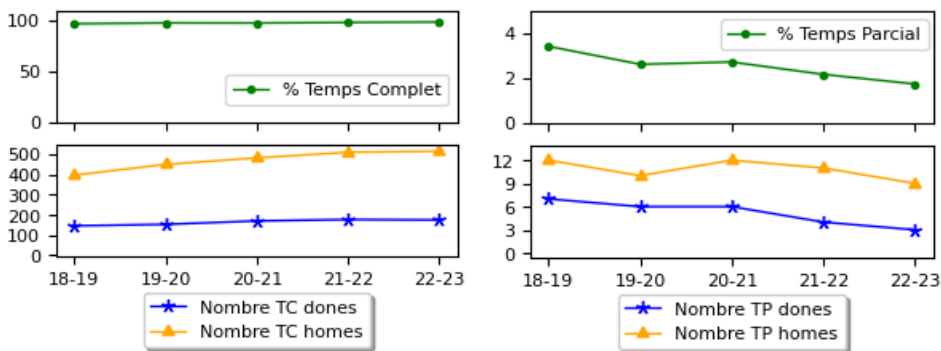 100
50
0
% Temps Complet
4
2
0
% Temps Parcial
500
400
300
200
100
0
18-19 19-20 20-21 21-22 22-23
Nombre TC dones
Nombre TC homes
12
9
6
3
0
18-19 19-20 20-21 21-22 22-23
Nombre TP dones
Nombre TP homes